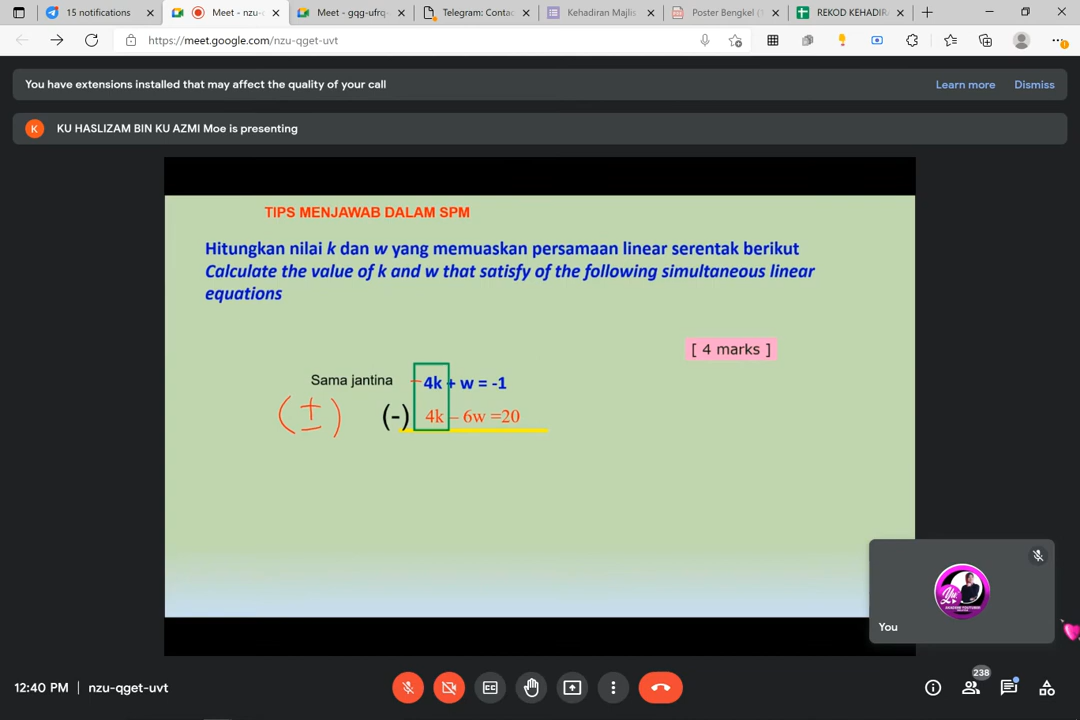 15 notifications
Meet - nzu-
Meet - gqg-ufrq-
Telegram: Contac
Kehadiran Majlis
Poster Bengkel (1
REKOD KEHADIRA
https://meet.google.com/nzu-qget-uvt
You have extensions installed that may affect the quality of your call
Learn more
Dismiss
K
KU HASLIZAM BIN KU AZMI Moe is presenting
TIPS MENJAWAB DALAM SPM
Hitungkan nilai k dan w yang memuaskan persamaan linear serentak berikut
Calculate the value of k and w that satisfy of the following simultaneous linear
equations
[ 4 marks ]
Sama jantina - 4k + w = -1
(±) (-) 4k – 6w =20
You
12:40 PM | nzu-qget-uvt
238